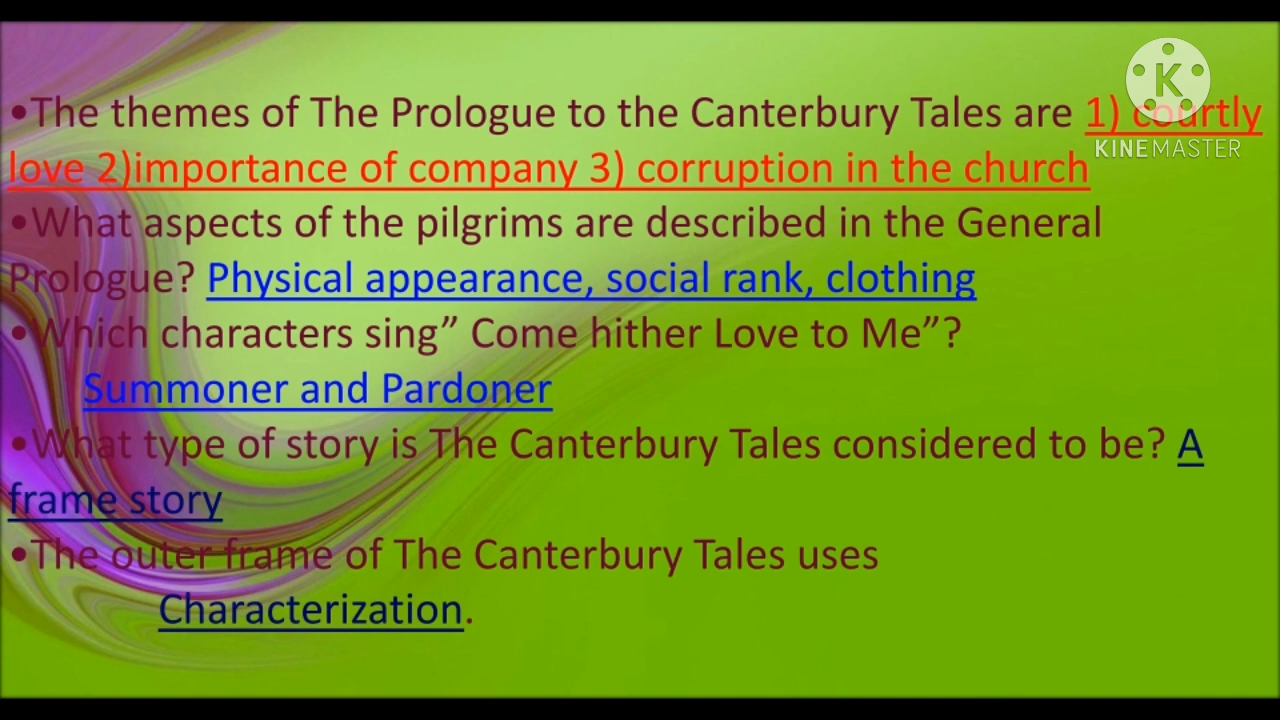 •The themes of The Prologue to the Canterbury Tales are 1) courtly
love 2)importance of company 3) corruption in the church
•What aspects of the pilgrims are described in the General
Prologue? Physical appearance, social rank, clothing
•Which characters sing” Come hither Love to Me”?
Summoner and Pardoner
•What type of story is The Canterbury Tales considered to be? A
frame story
•The outer frame of The Canterbury Tales uses
Characterization.
K
KINEMASTER